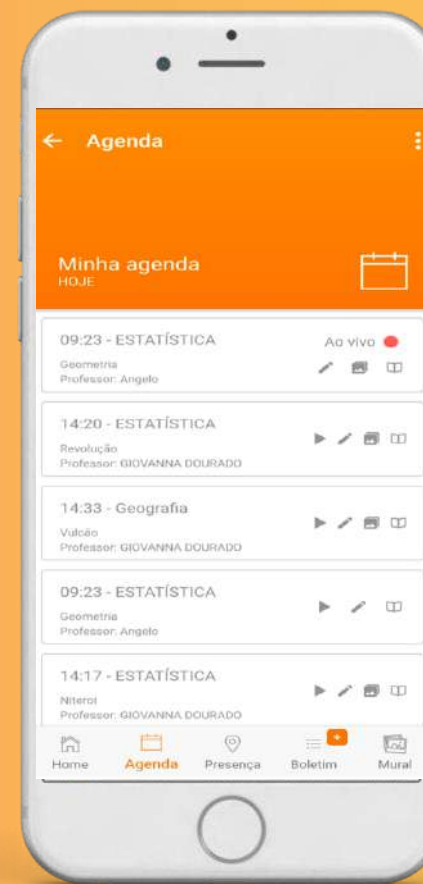 Agenda
Minha agenda
HOJE
09:23 - ESTATÍSTICA
Ao vivo
Geometria
Professor: Angelo
14:20 - ESTATÍSTICA
Revolução
Professor: GIOVANNA DOURADO
14:33 - Geografia
Vulcão
Professor: GIOVANNA DOURADO
09:23 - ESTATÍSTICA
Geometria
Professor: Angelo
14:17 - ESTATÍSTICA
Niteroi
Professor: GIOVANNA DOURADO
Home Agenda Presença Boletim Mural